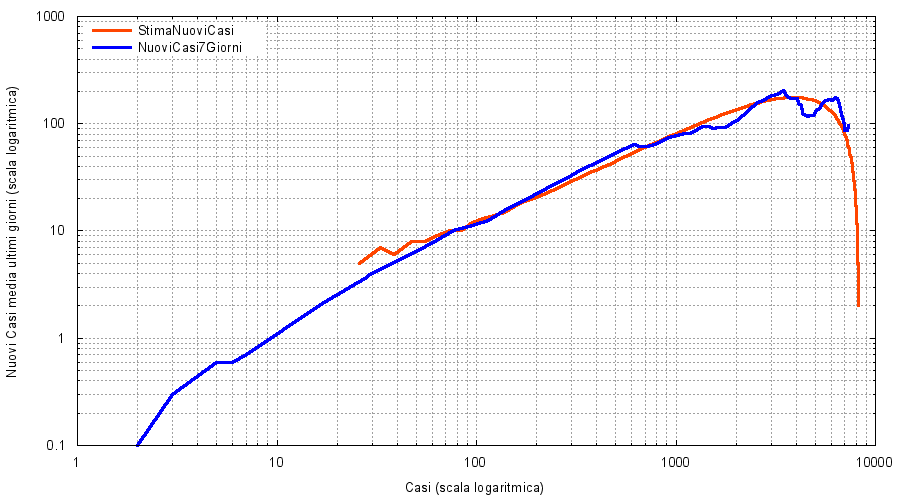 1000
100
10
1
0.1
Nuovi Casi media ultimi giorni (scala logaritmica)
StimaNuoviCasi
NuoviCasi7Giorni
1 10 100 1000 10000
Casi (scala logaritmica)